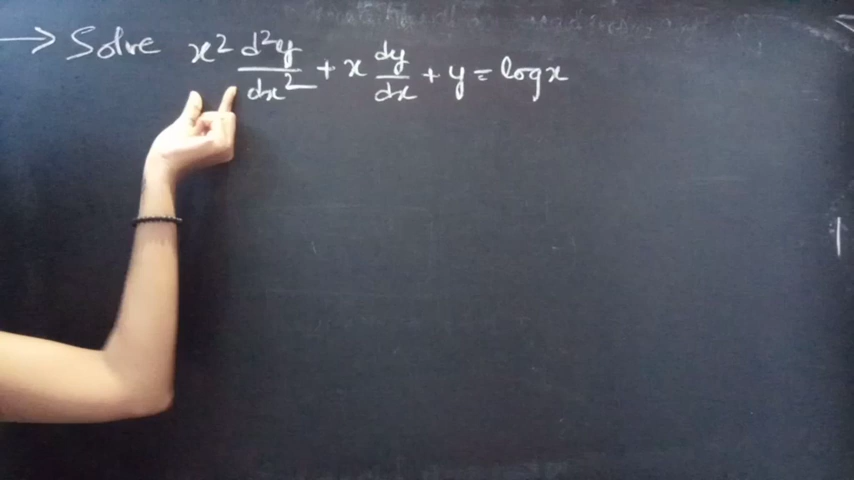 → Solve x² d²y/dx² + x dy/dx + y = log x